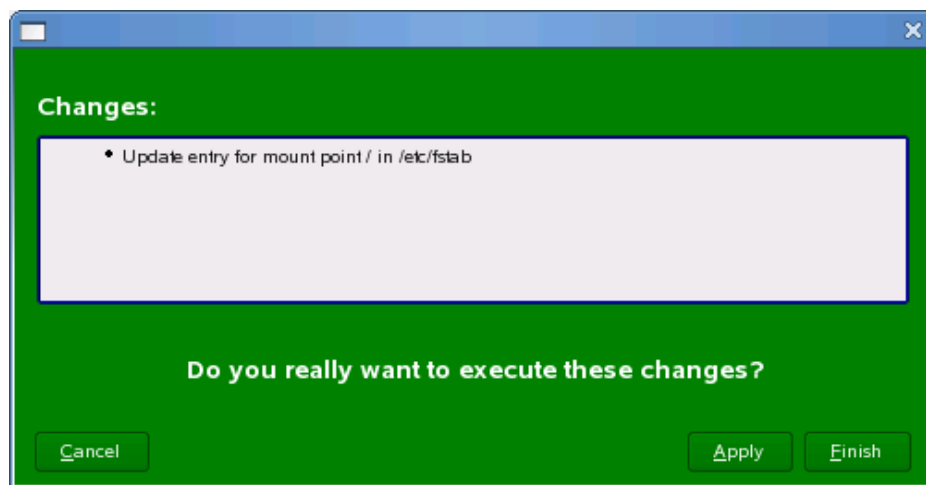 Changes:
• Update entry for mount point / in /etc/fstab
Do you really want to execute these changes?
Cancel Apply Finish